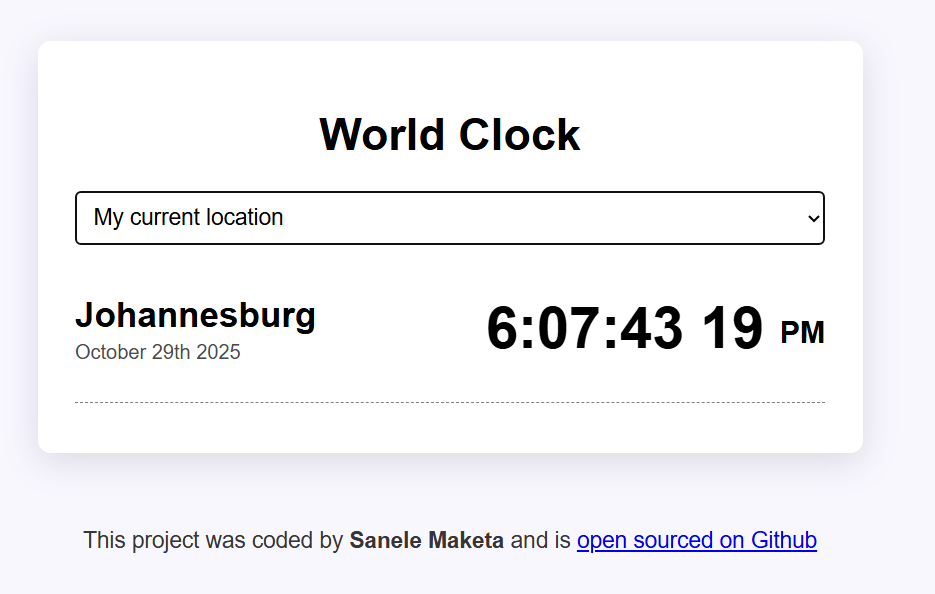 World Clock
My current location
Johannesburg
October 29th 2025
6:07:43 19 PM
This project was coded by Sanele Maketa and is open sourced on Github